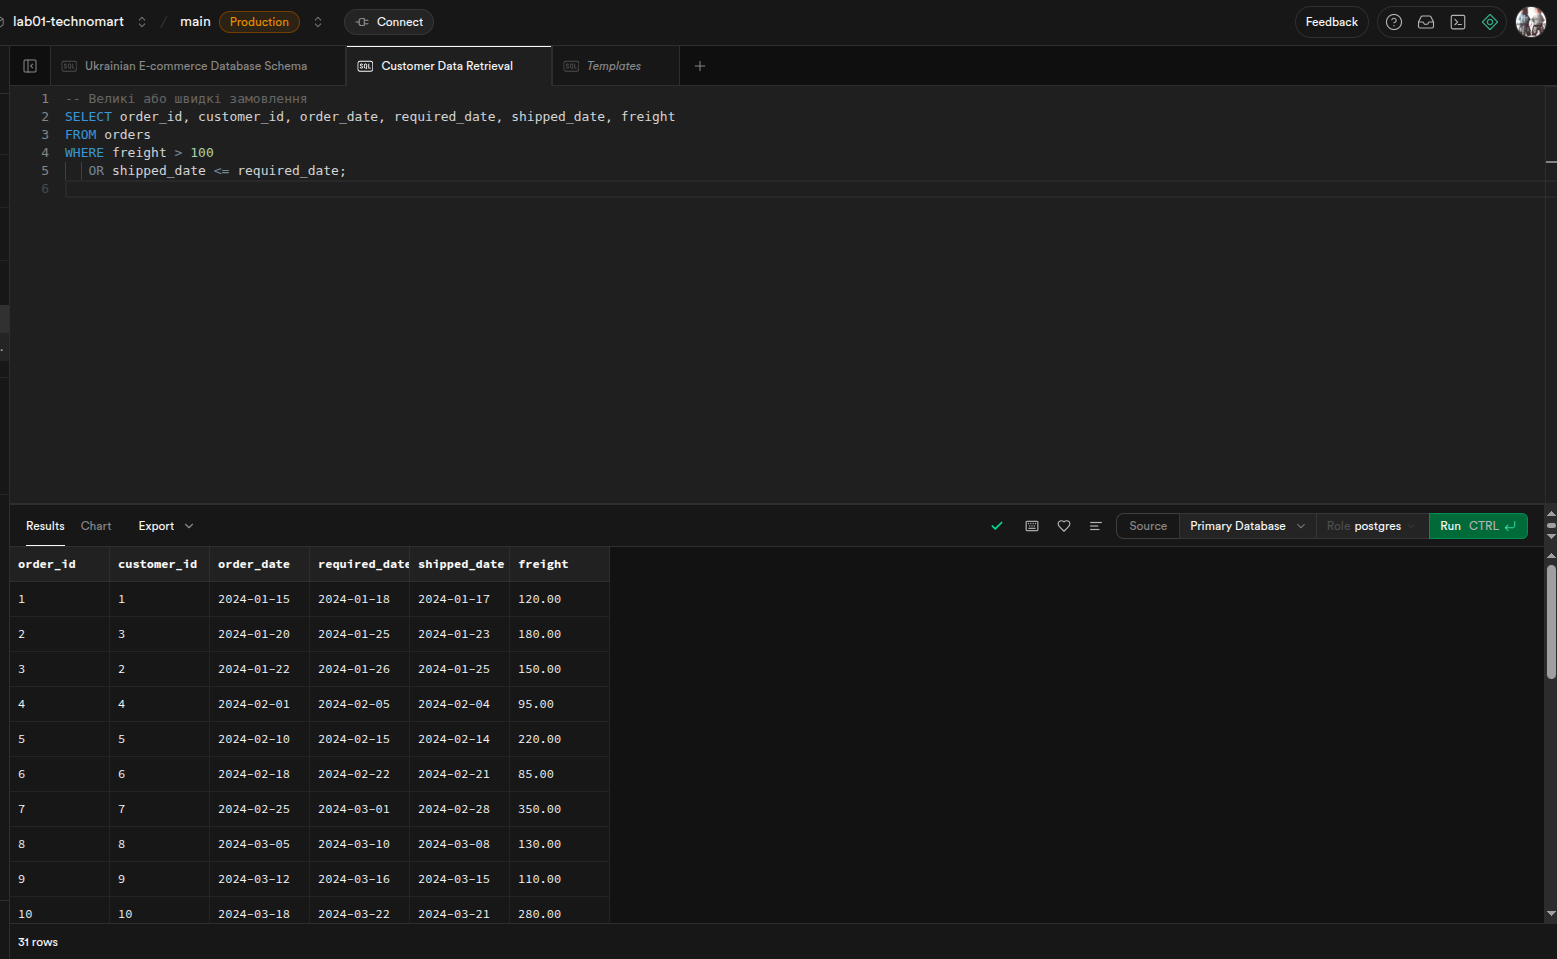 lab01-technomart / main Production Connect Feedback
Ukrainian E-commerce Database Schema Customer Data Retrieval Templates
1 -- Великі або швидкі замовлення
2 SELECT order_id, customer_id, order_date, required_date, shipped_date, freight
3 FROM orders
4 WHERE freight > 100
5 OR shipped_date <= required_date;
6
Results Chart Export Source Primary Database Role postgres Run CTRL
order_id customer_id order_date required_date shipped_date freight
1 1 2024-01-15 2024-01-18 2024-01-17 120.00
2 3 2024-01-20 2024-01-25 2024-01-23 180.00
3 2 2024-01-22 2024-01-26 2024-01-25 150.00
4 4 2024-02-01 2024-02-05 2024-02-04 95.00
5 5 2024-02-10 2024-02-15 2024-02-14 220.00
6 6 2024-02-18 2024-02-22 2024-02-21 85.00
7 7 2024-02-25 2024-03-01 2024-02-28 350.00
8 8 2024-03-05 2024-03-10 2024-03-08 130.00
9 9 2024-03-12 2024-03-16 2024-03-15 110.00
10 10 2024-03-18 2024-03-22 2024-03-21 280.00
31 rows